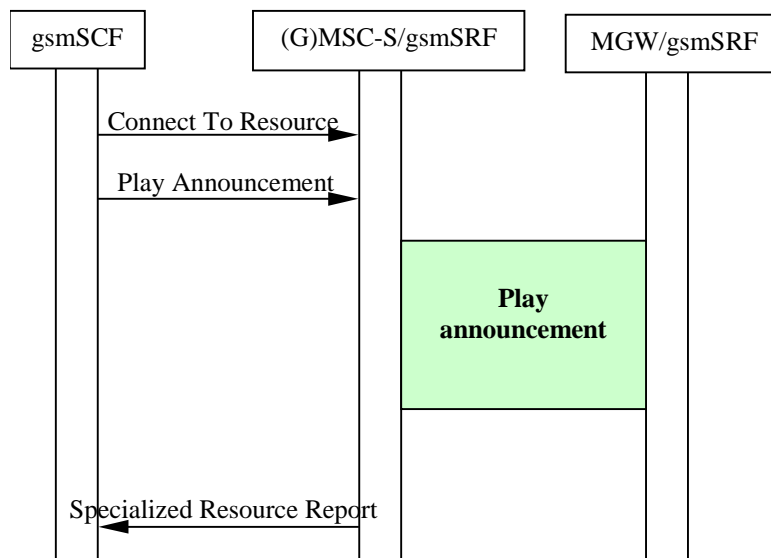 gsmSCF
(G)MSC-S/gsmSRF
MGW/gsmSRF
Connect To Resource
Play Announcement
Play
announcement
Specialized Resource Report